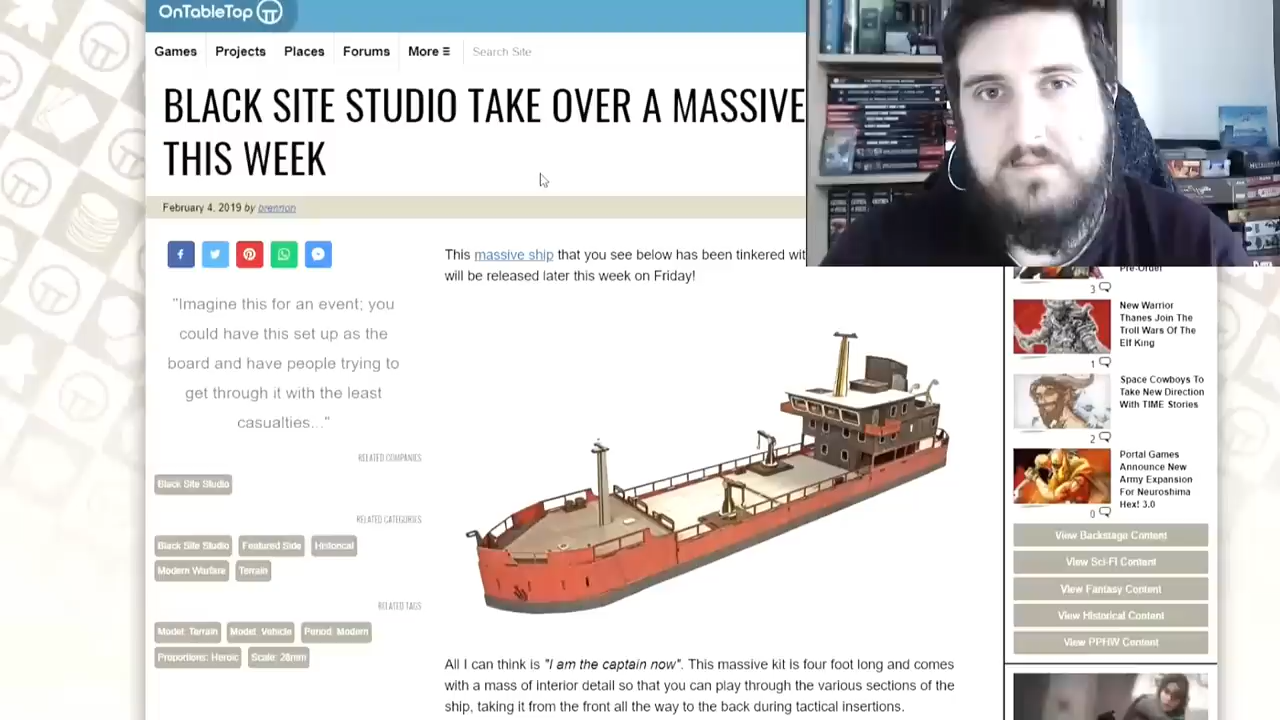 OnTableTop
Games Projects Places Forums More ≡ Search Site
BLACK SITE STUDIO TAKE OVER A MASSIVE
THIS WEEK
February 4, 2019 by brennon
This massive ship that you see below has been tinkered wit
will be released later this week on Friday!
"Imagine this for an event; you
could have this set up as the
board and have people trying to
get through it with the least
casualties..."
RELATED COMPANIES
Black Site Studio
RELATED CATEGORIES
Black Site Studio Featured Side Historical
Modern Warfare Terrain
RELATED TAGS
Model: Terrain Model: Vehicle Period: Modern
Proportions: Heroic Scale: 28mm
All I can think is "I am the captain now". This massive kit is four foot long and comes
with a mass of interior detail so that you can play through the various sections of the
ship, taking it from the front all the way to the back during tactical insertions.
Pre-Order
3
New Warrior
Thanes Join The
Troll Wars Of The
Elf King
1
Space Cowboys To
Take New Direction
With TIME Stories
2
Portal Games
Announce New
Army Expansion
For Neuroshima
Hex! 3.0
0
View Backstage Content
View Sci-Fi Content
View Fantasy Content
View Historical Content
View PPHW Content